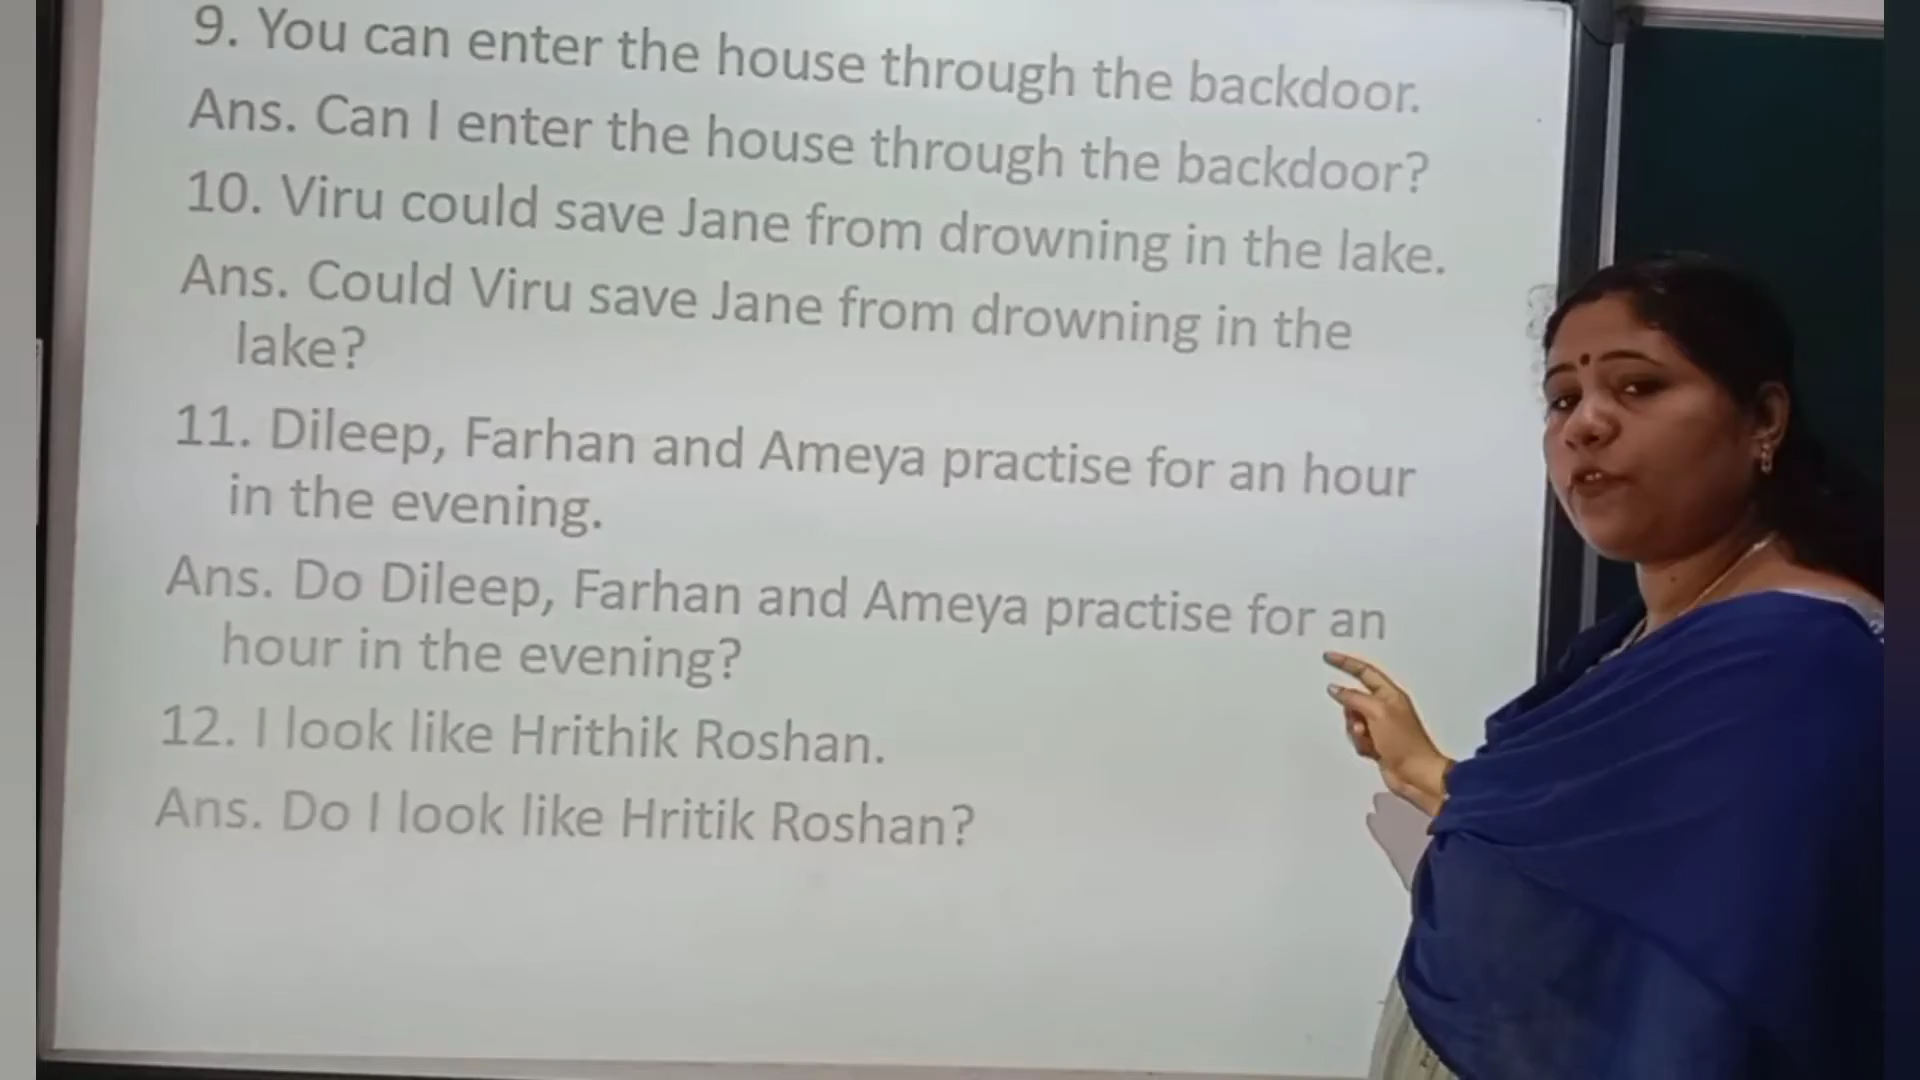 9. You can enter the house through the backdoor.
Ans. Can I enter the house through the backdoor?
10. Viru could save Jane from drowning in the lake.
Ans. Could Viru save Jane from drowning in the
lake?
11. Dileep, Farhan and Ameya practise for an hour
in the evening.
Ans. Do Dileep, Farhan and Ameya practise for an
hour in the evening?
12. I look like Hrithik Roshan.
Ans. Do I look like Hritik Roshan?